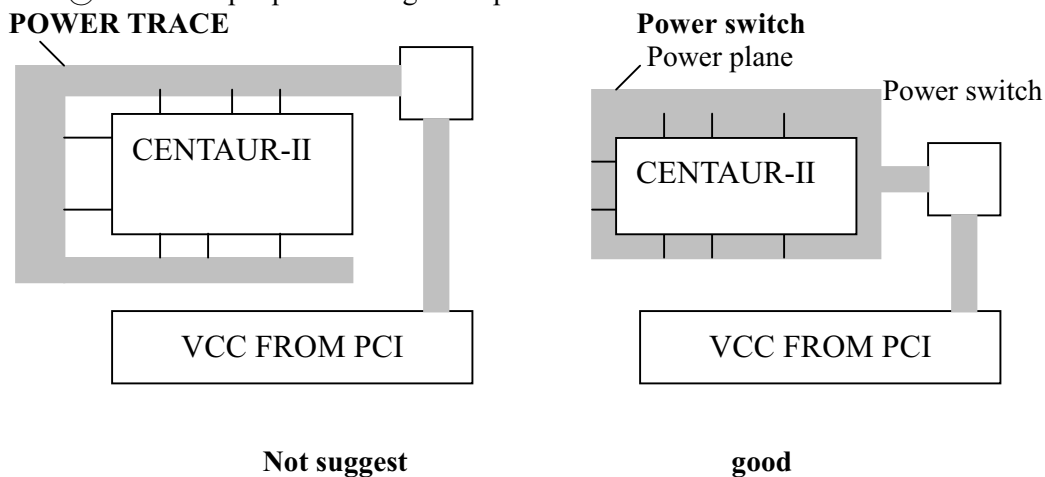 POWER TRACE
Power switch
Power plane
Power switch
CENTAUR-II
CENTAUR-II
VCC FROM PCI
VCC FROM PCI
Not suggest
good